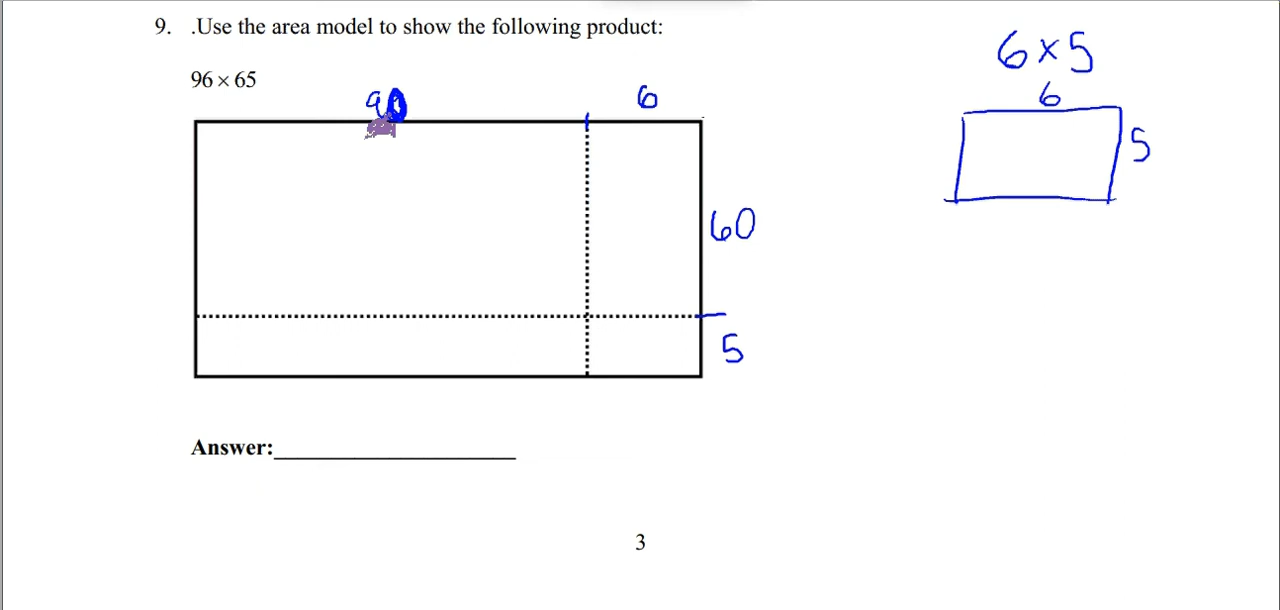 9. .Use the area model to show the following product:
96 × 65
90 6
60
5
Answer:____________________
3
6 × 5
6
5